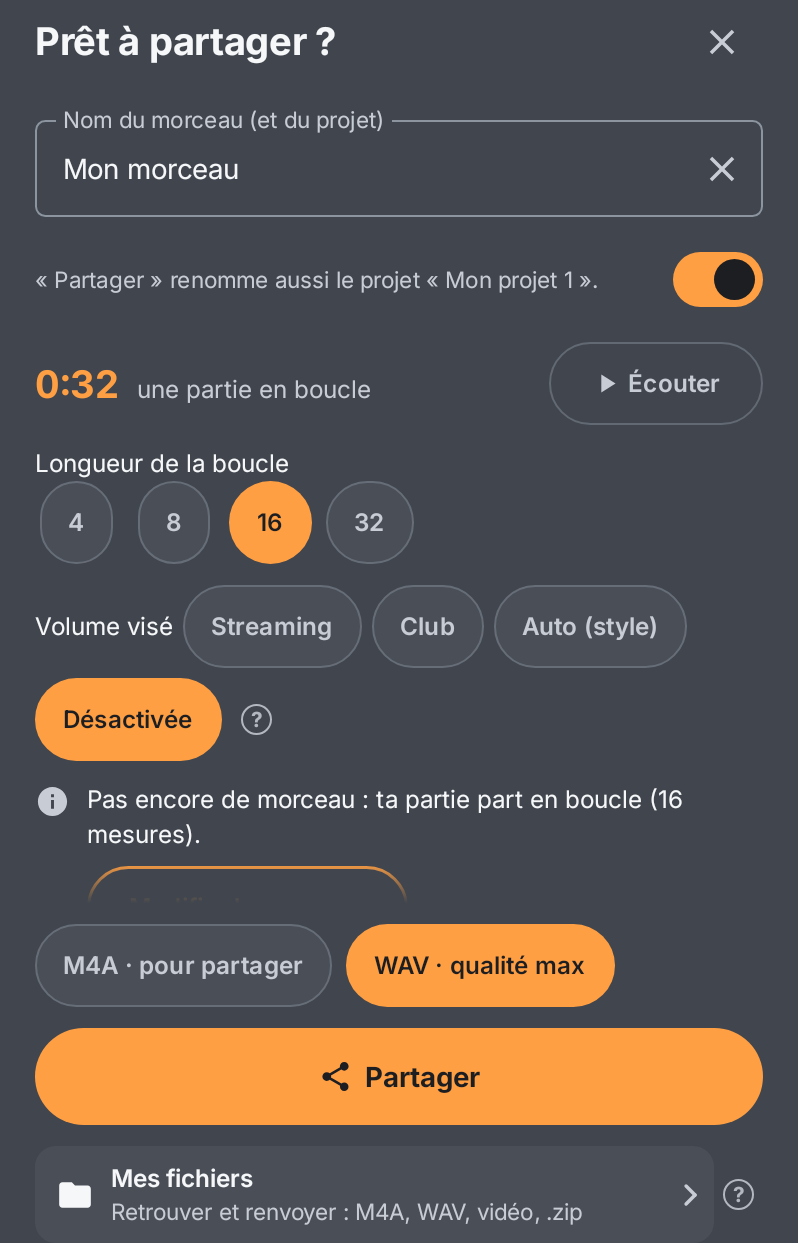 Prêt à partager ?
Nom du morceau (et du projet)
Mon morceau
« Partager » renomme aussi le projet « Mon projet 1 ».
0:32 une partie en boucle
Écouter
Longueur de la boucle
4 8 16 32
Volume visé Streaming Club Auto (style)
Désactivée ?
Pas encore de morceau : ta partie part en boucle (16
mesures).
M4A · pour partager WAV · qualité max
Partager
Mes fichiers
Retrouver et renvoyer : M4A, WAV, vidéo, .zip
?